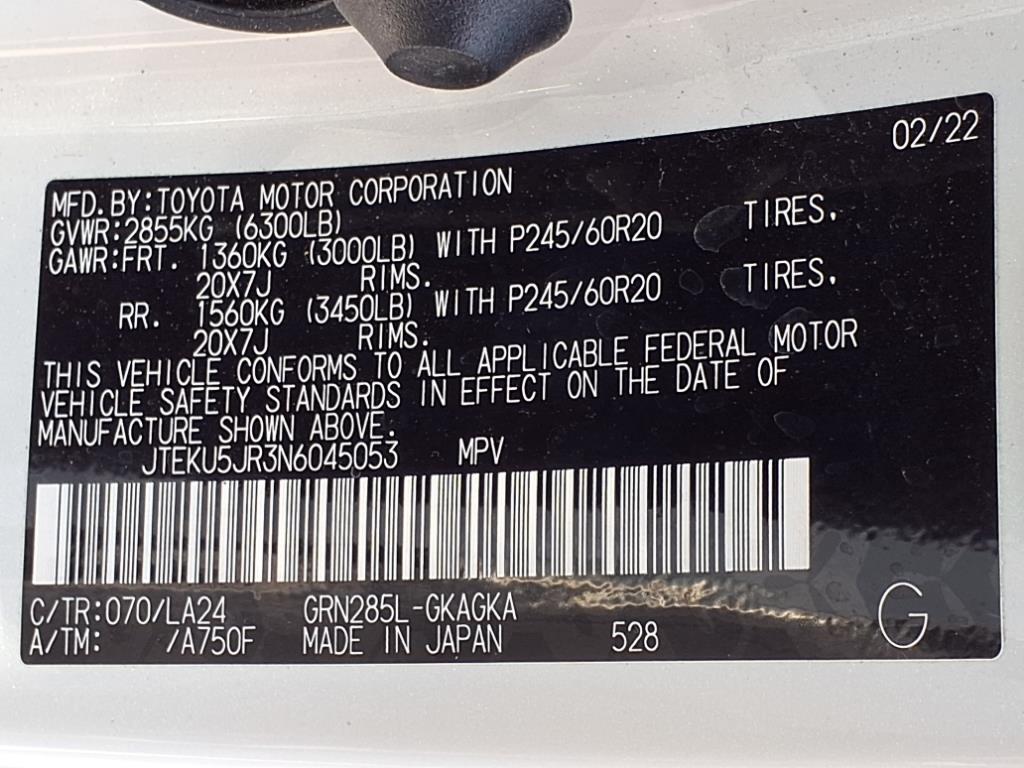 02/22
MFD.BY:TOYOTA MOTOR CORPORATION
GVWR:2855KG (6300LB)
GAWR:FRT. 1360KG (3000LB) WITH P245/60R20 TIRES.
20X7J RIMS.
RR. 1560KG (3450LB) WITH P245/60R20 TIRES.
20X7J RIMS.
THIS VEHICLE CONFORMS TO ALL APPLICABLE FEDERAL MOTOR
VEHICLE SAFETY STANDARDS IN EFFECT ON THE DATE OF
MANUFACTURE SHOWN ABOVE.
JTEKU5JR3N6045053 MPV
C/TR:070/LA24 GRN285L-GKAGKA
A/TM: /A750F MADE IN JAPAN 528 G